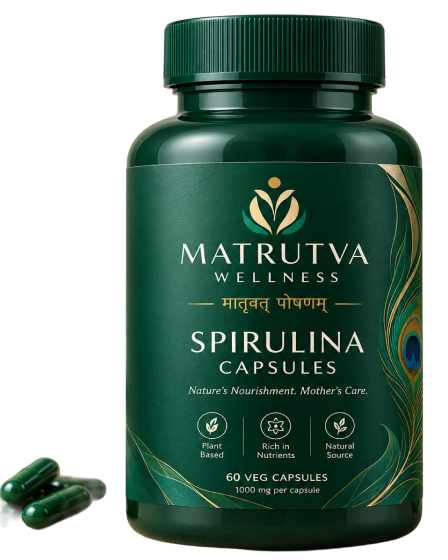 MATRUTVA
WELLNESS
मातृवत् पोषणम्
SPIRULINA
CAPSULES
Nature's Nourishment. Mother's Care.
Plant Based
Rich in Nutrients
Natural Source
60 VEG CAPSULES
1000 mg per capsule